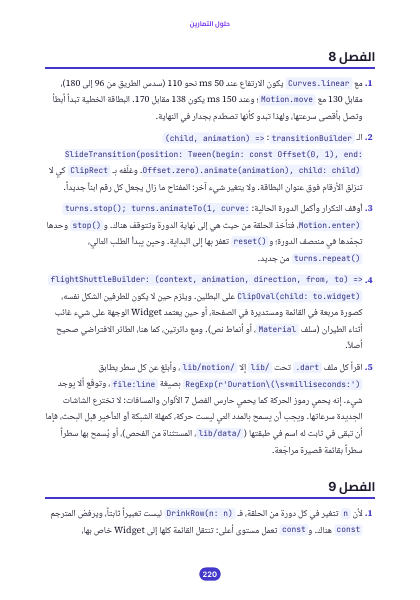 حلول التمارين
الفصل 8
1. مع Curves.linear يكون الارتفاع عند 50 ms نحو 110 (سدس الطريق من 96 إلى 180)،
مقابل 130 مع Motion.move؛ وعند 150 ms يكون 138 مقابل 170. البطاقة الخطية تبدأ أبطأ
وتصل بأقصى سرعتها، ولهذا تبدو كأنها تصطدم بجدار في النهاية.
2. الـ transitionBuilder: (child, animation) =>
SlideTransition(position: Tween(begin: const Offset(0, 1), end:
Offset.zero).animate(animation), child: child)، وغلّفه بـ ClipRect كي لا
تنزلق الأرقام فوق عنوان البطاقة. ولا يتغير شيء آخر: المفتاح ما زال يجعل كل رقم ابناً جديداً.
3. أوقف التكرار وأكمل الدورة الحالية: turns.stop(); turns.animateTo(1, curve:
Motion.enter)، فتأخذ الحلقة من حيث هي إلى نهاية الدورة وتتوقف هناك. و stop() وحدها
تجمّدها في منتصف الدورة؛ و reset() تقفز بها إلى البداية. وحين يبدأ الطلب التالي،
turns.repeat() من جديد.
4. flightShuttleBuilder: (context, animation, direction, from, to) =>
ClipOval(child: to.widget) على البطلين. ويلزم حين لا يكون للطرفين الشكل نفسه،
كصورة مربعة في القائمة ومستديرة في الصفحة، أو حين يعتمد Widget الوجهة على شيء غائب
أثناء الطيران (سلف Material، أو أنماط نص). ومع دائرتين، كما هنا، الطائر الافتراضي صحيح
أصلاً.
5. اقرأ كل ملف .dart تحت lib/ إلا lib/motion/، وأبلغ عن كل سطر يطابق
RegExp(r'Duration\(\s*milliseconds:') بصيغة file:line، وتوقع ألا يوجد
شيء. إنه يحمي رموز الحركة كما يحمي حارس الفصل 7 الألوان والمسافات: لا تخترع الشاشات
الجديدة سرعاتها. ويجب أن يسمح بالمدد التي ليست حركة، كمهلة الشبكة أو التأخير قبل البحث، فإما
أن تبقى في ثابت له اسم في طبقتها (lib/data/، المستثناة من الفحص)، أو يُسمح بها سطراً
سطراً بقائمة قصيرة مراجَعة.
الفصل 9
1. لأن n تتغير في كل دورة من الحلقة، فـ DrinkRow(n: n) ليست تعبيراً ثابتاً، ويرفض المترجم
const هناك. و const تعمل مستوى أعلى: تنتقل القائمة كلها إلى Widget خاص بها،
220